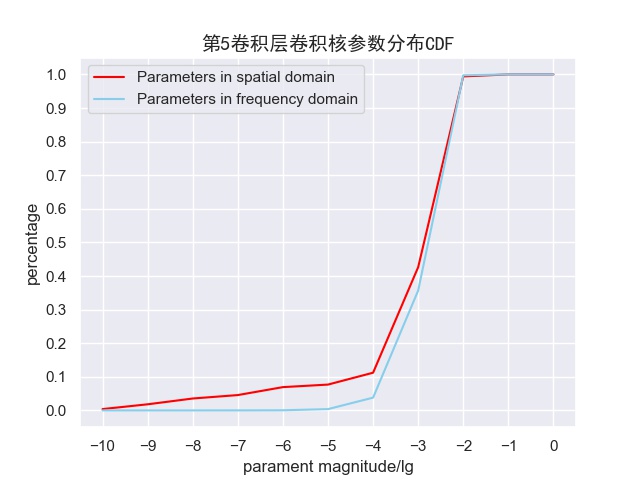 第5卷积层卷积核参数分布CDF
Parameters in spatial domain
Parameters in frequency domain
percentage
1.0
0.9
0.8
0.7
0.6
0.5
0.4
0.3
0.2
0.1
0.0
−10 −9 −8 −7 −6 −5 −4 −3 −2 −1 0
parament magnitude/lg